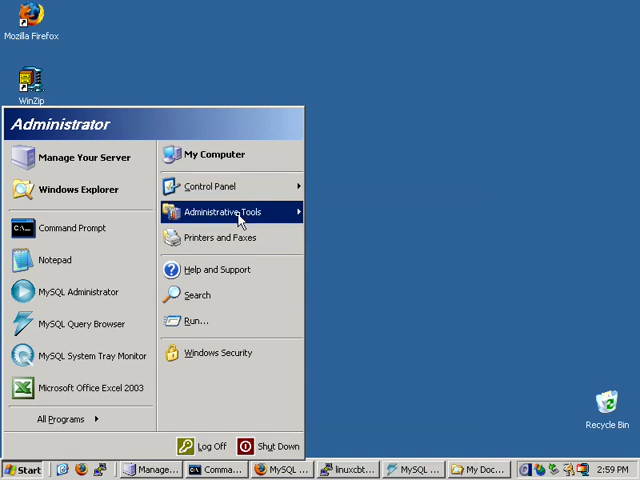 Mozilla Firefox
WinZip
Administrator
Manage Your Server
Windows Explorer
Command Prompt
Notepad
MySQL Administrator
MySQL Query Browser
MySQL System Tray Monitor
Microsoft Office Excel 2003
All Programs
My Computer
Control Panel
Administrative Tools
Printers and Faxes
Help and Support
Search
Run...
Windows Security
Log Off
Shut Down
Recycle Bin
Start
Manage...
Comma...
MySQL ...
linuxcbt...
MySQL ...
My Doc...
2:59 PM